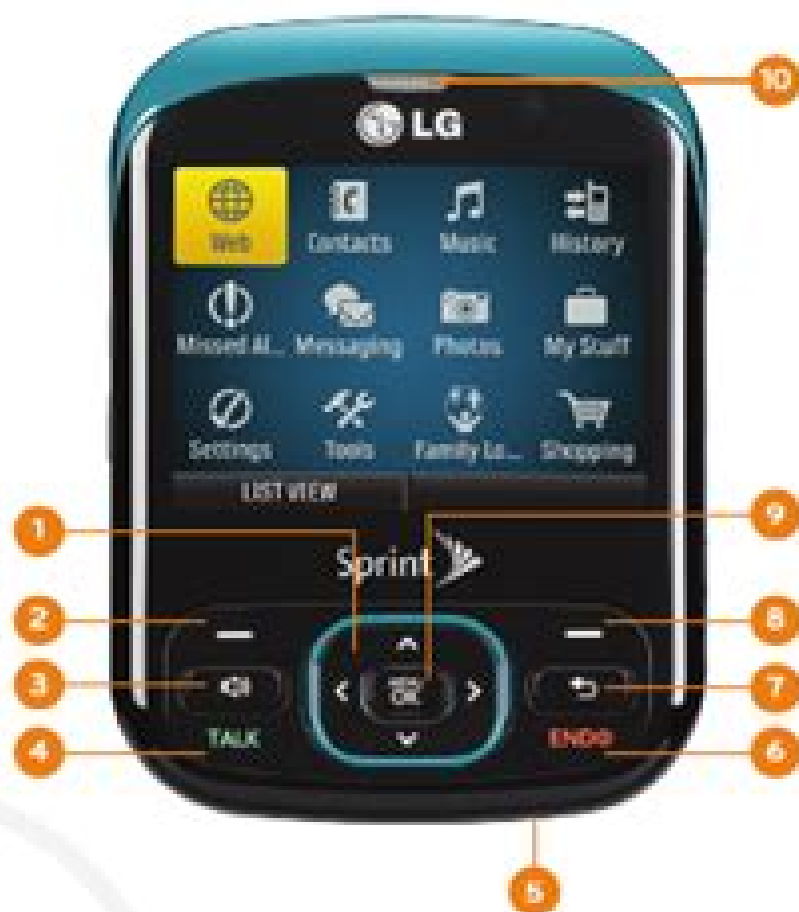 10
LG
Web Contacts Music History
Missed Al... Messaging Photos My Stuff
Settings Tools Family Lo... Shopping
LIST VIEW
1
9
Sprint
2
8
3
OK
7
TALK
END
4
6
5